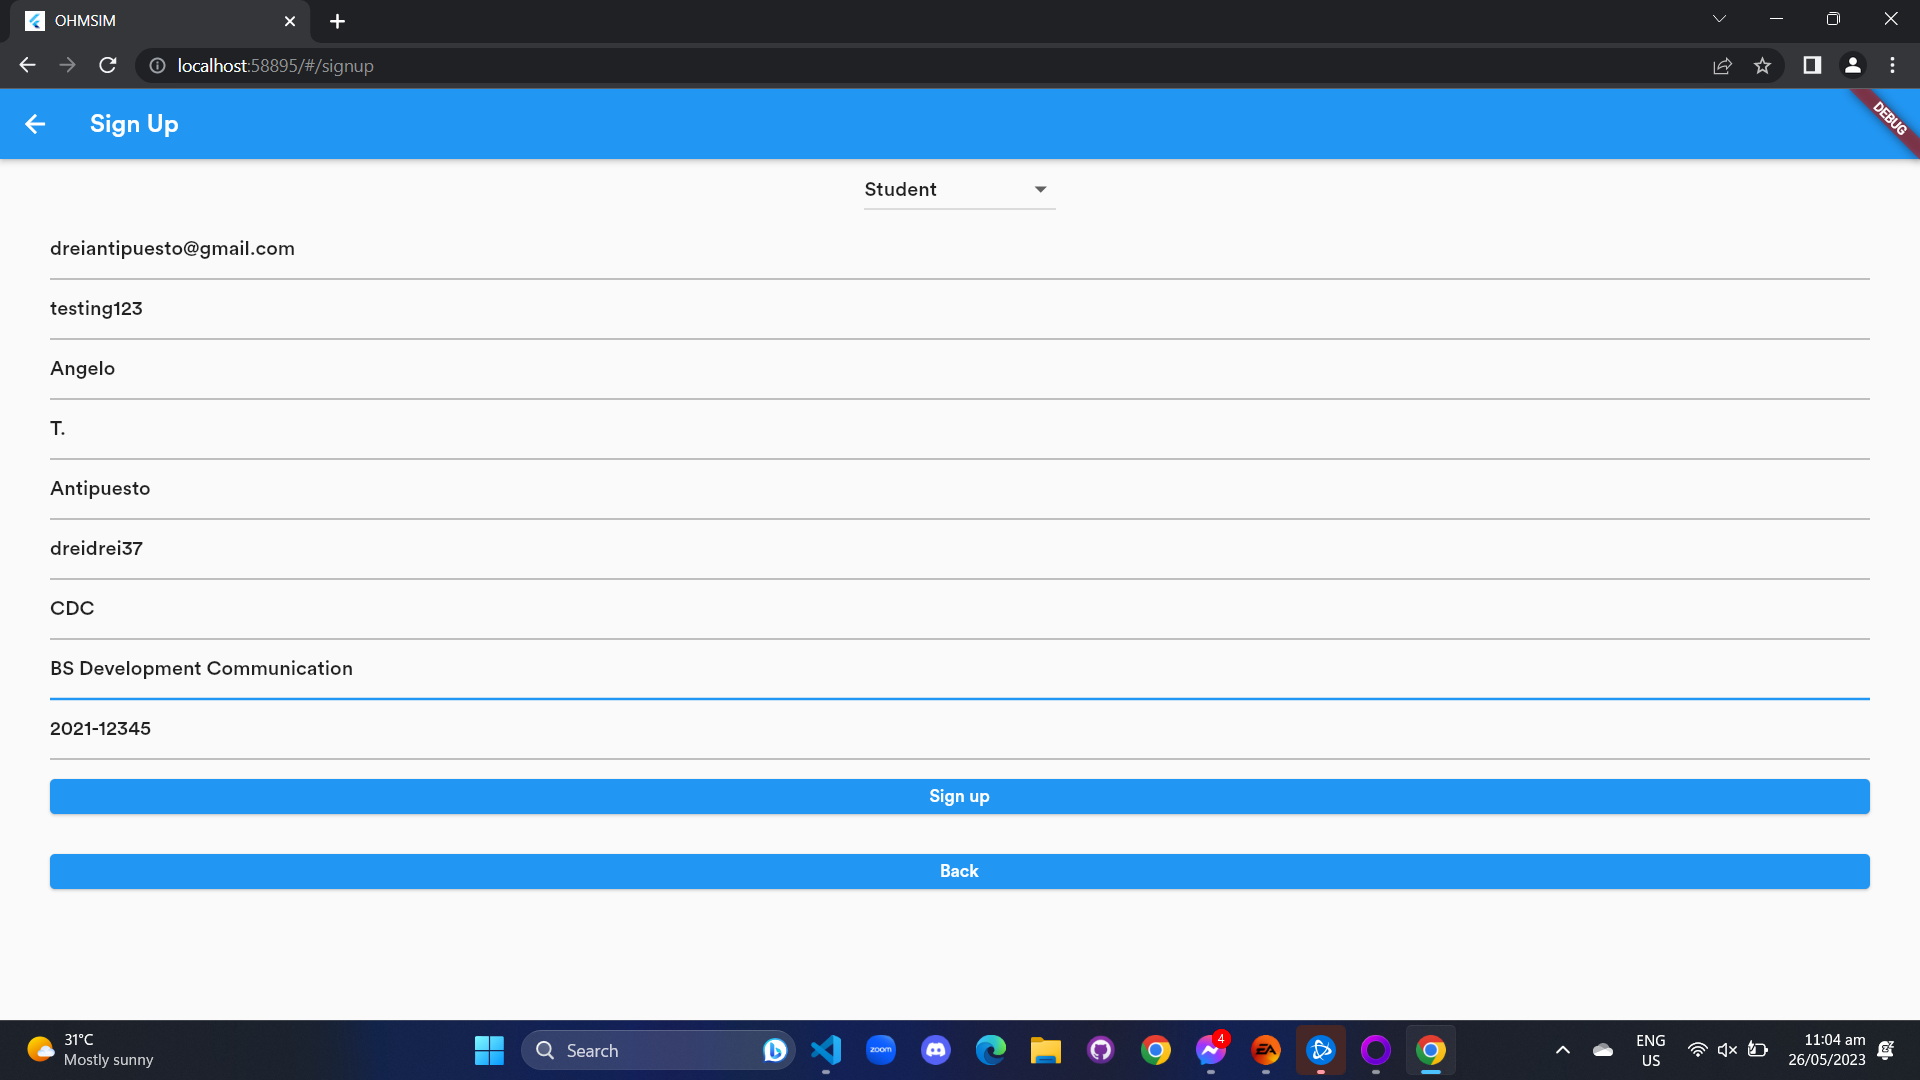 OHMSIM
localhost:58895/#/signup
Sign Up
DEBUG
Student
dreiantipuesto@gmail.com
testing123
Angelo
T.
Antipuesto
dreidrei37
CDC
BS Development Communication
2021-12345
Sign up
Back
31°C
Mostly sunny
Search
zoom
4
EA
ENG
US
11:04 am
26/05/2023